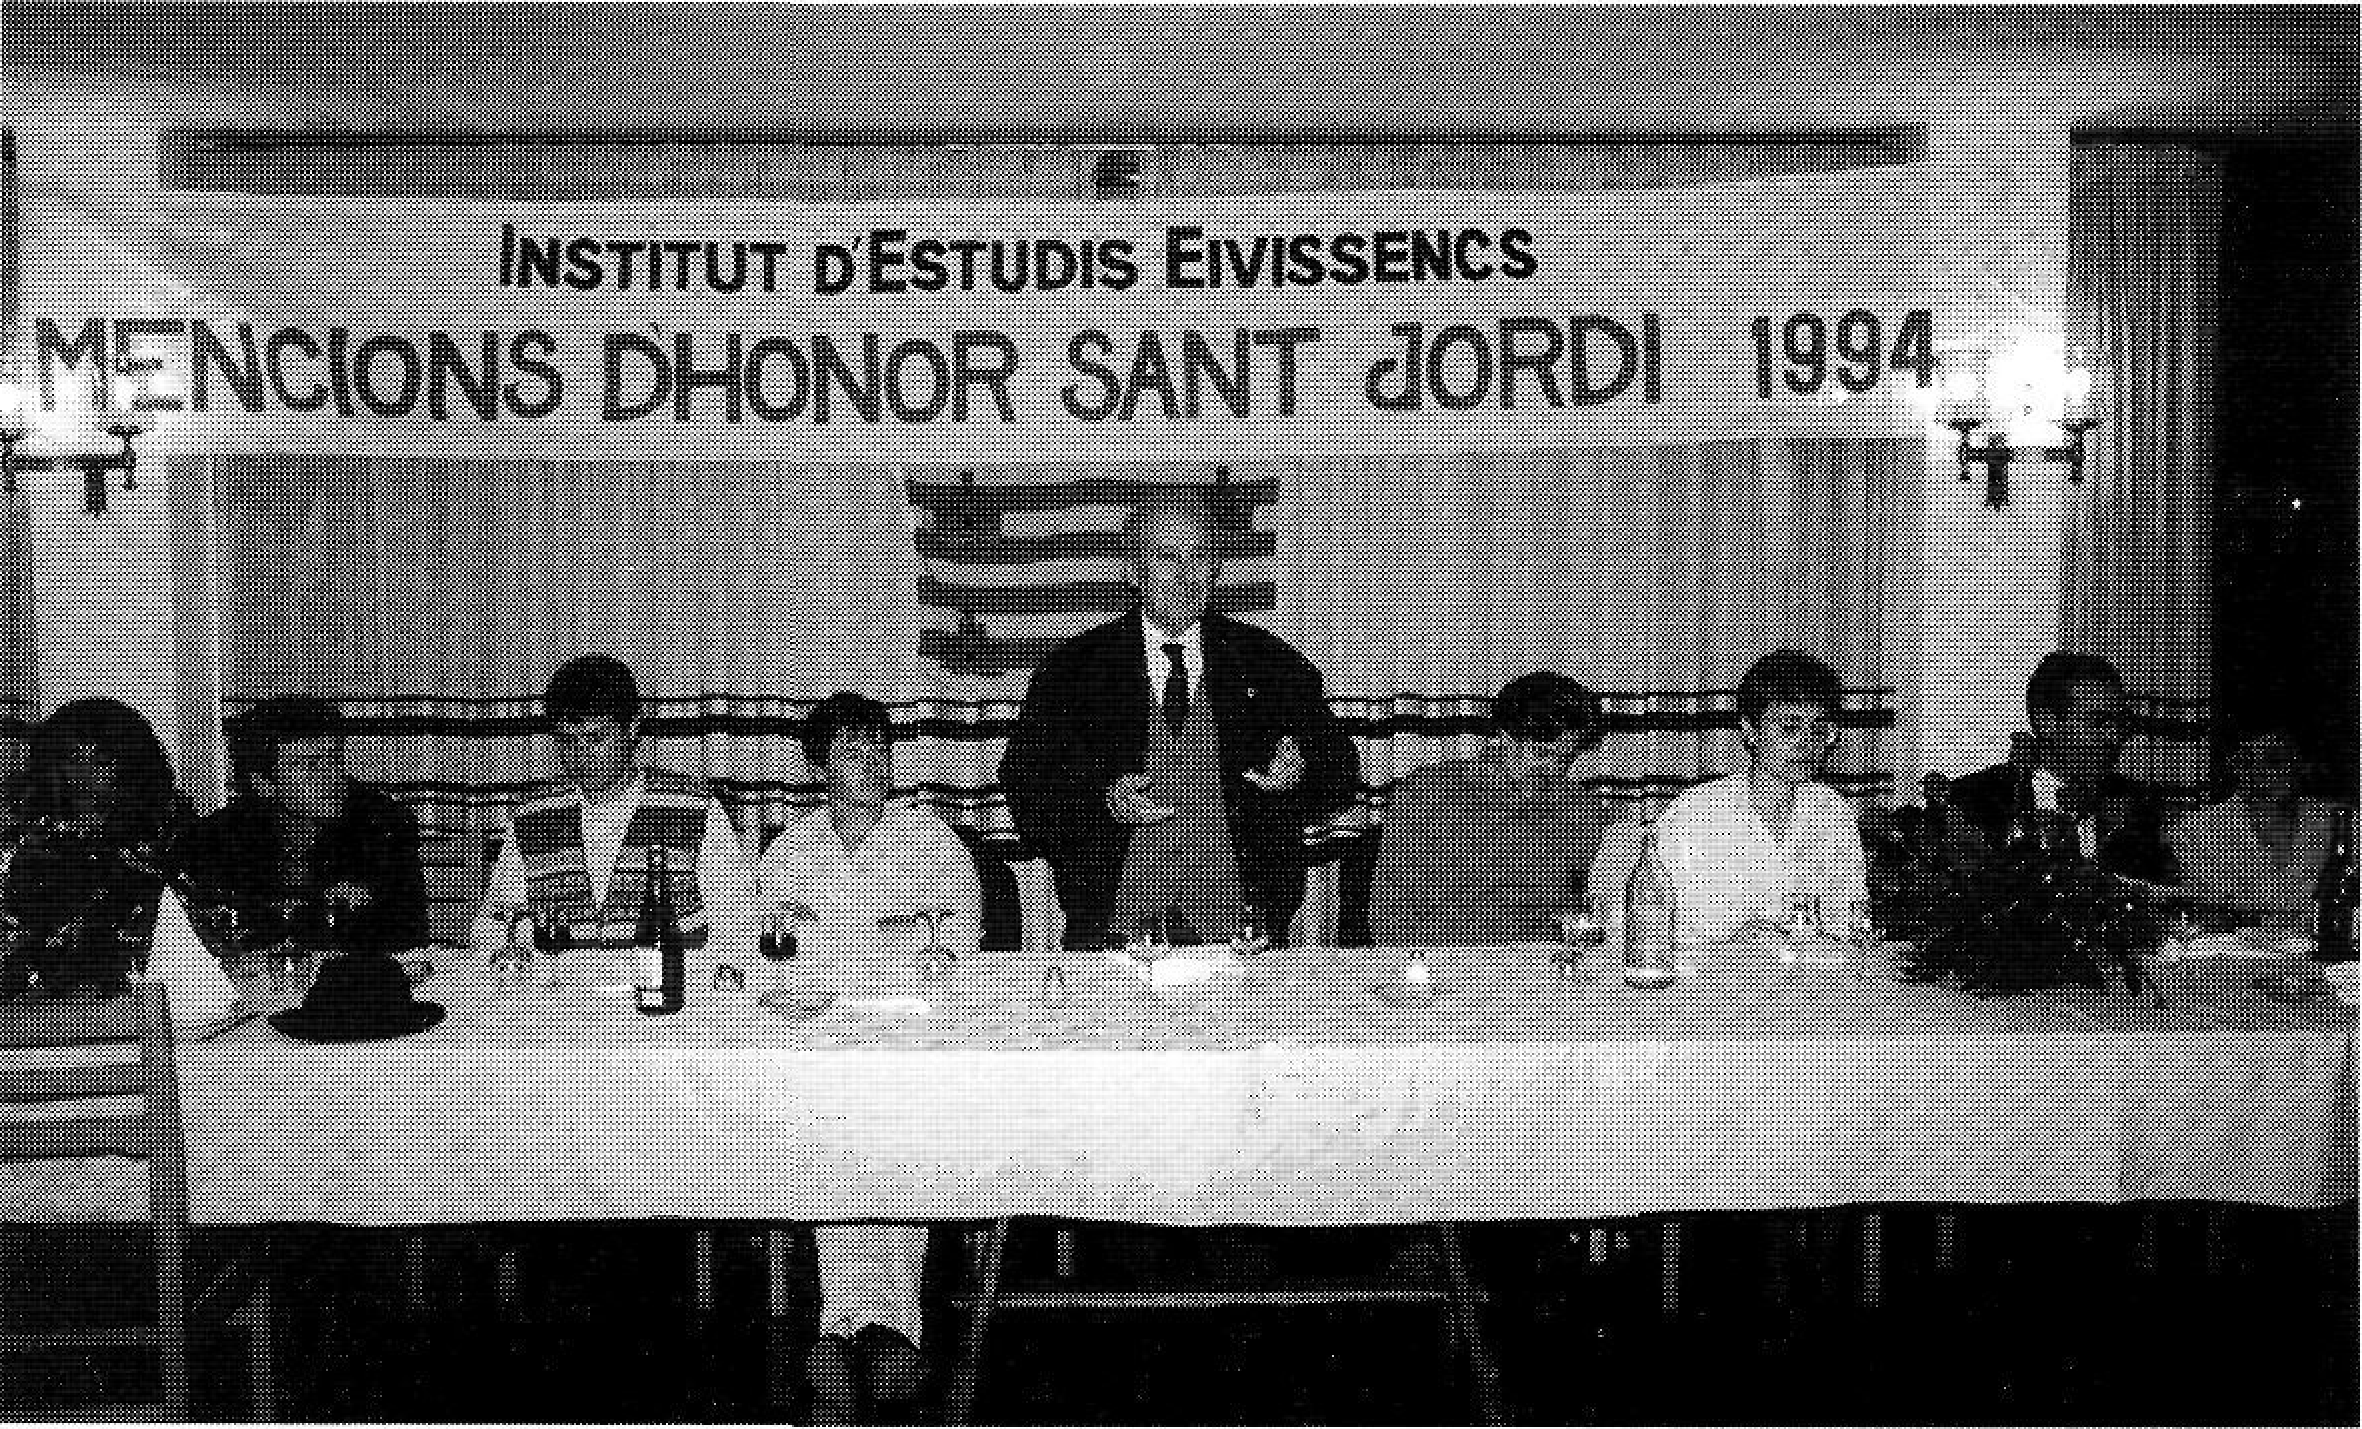 INSTITUT D'ESTUDIS EIVISSENCS
MENCIONS D'HONOR SANT JORDI 1994